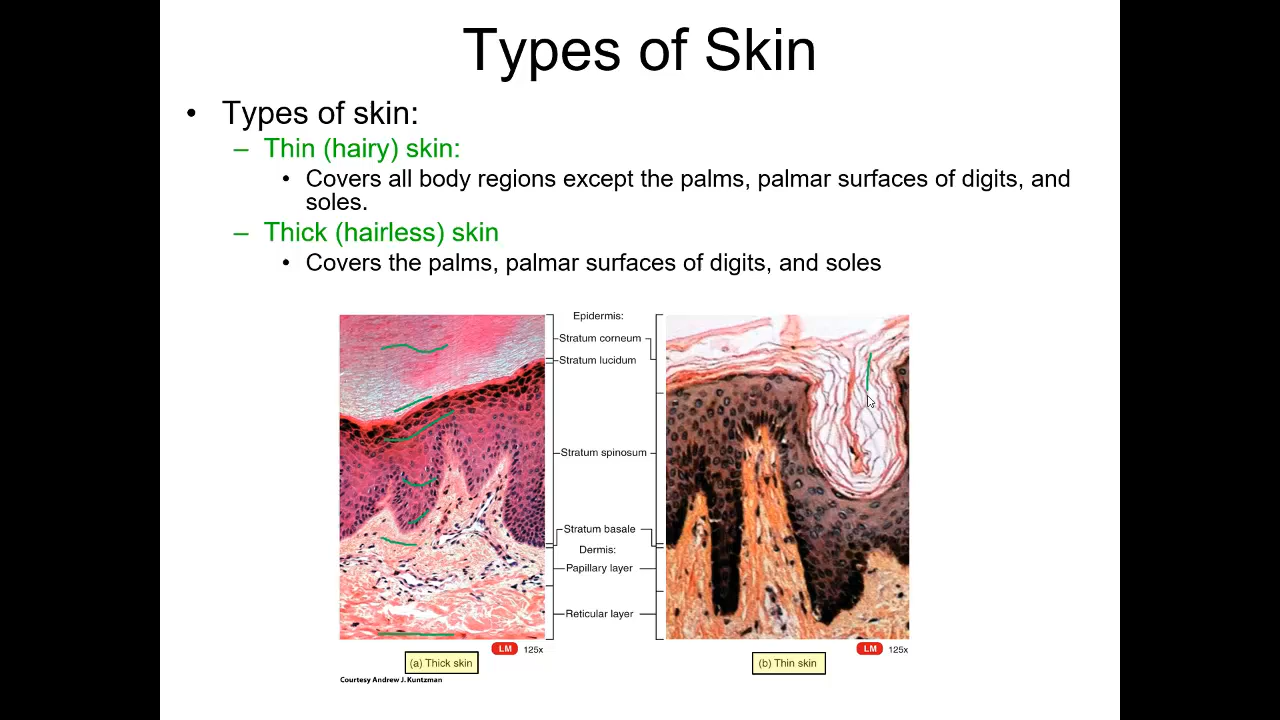 Types of Skin
• Types of skin:
– Thin (hairy) skin:
• Covers all body regions except the palms, palmar surfaces of digits, and
soles.
– Thick (hairless) skin
• Covers the palms, palmar surfaces of digits, and soles
Epidermis:
Stratum corneum
Stratum lucidum
Stratum spinosum
Stratum basale
Dermis:
Papillary layer
Reticular layer
LM 125x
LM 125x
(a) Thick skin
(b) Thin skin
Courtesy Andrew J. Kuntzman